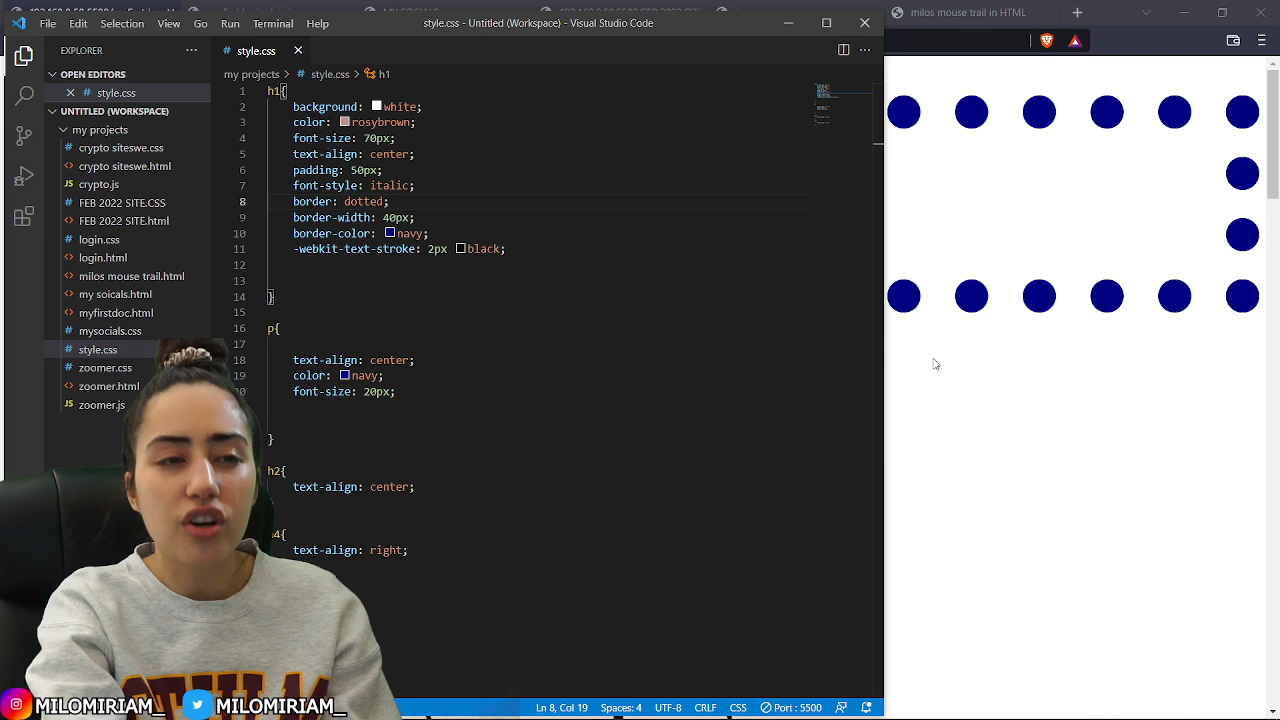 File Edit Selection View Go Run Terminal Help
style.css - Untitled (Workspace) - Visual Studio Code
milos mouse trail in HTML
EXPLORER
OPEN EDITORS
style.css
UNTITLED (WORKSPACE)
my projects
crypto siteswe.css
crypto siteswe.html
crypto.js
FEB 2022 SITE.CSS
FEB 2022 SITE.html
login.css
login.html
milos mouse trail.html
my soicals.html
myfirstdoc.html
mysocials.css
style.css
zoomer.css
zoomer.html
zoomer.js
style.css
my projects > style.css > h1
1 h1{
2 background: white;
3 color: rosybrown;
4 font-size: 70px;
5 text-align: center;
6 padding: 50px;
7 font-style: italic;
8 border: dotted;
9 border-width: 40px;
10 border-color: navy;
11 -webkit-text-stroke: 2px black;
12
13
14 }
15
16 p{
17
18 text-align: center;
19 color: navy;
font-size: 20px;
}
h2{
text-align: center;
text-align: right;
MILOMIRIAM_ MILOMIRIAM_
Ln 8, Col 19 Spaces: 4 UTF-8 CRLF CSS Port : 5500